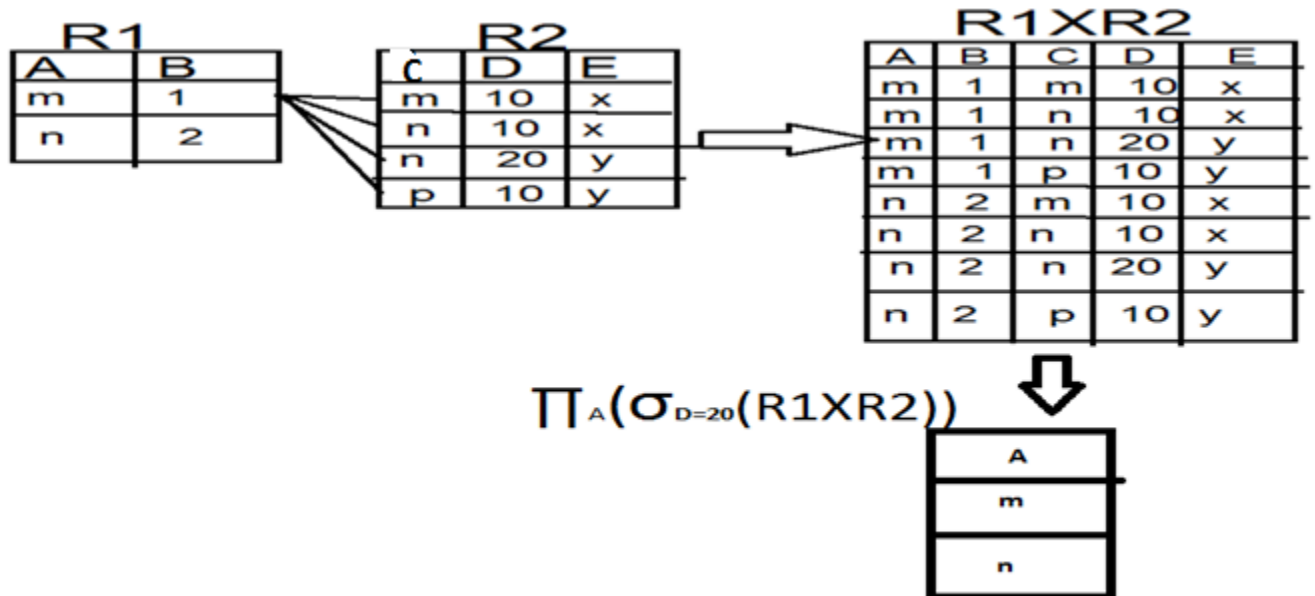 R1
A B
m 1
n 2
R2
C D E
m 10 x
n 10 x
n 20 y
p 10 y
R1XR2
A B C D E
m 1 m 10 x
m 1 n 10 x
m 1 n 20 y
m 1 p 10 y
n 2 m 10 x
n 2 n 10 x
n 2 n 20 y
n 2 p 10 y
∏A(σD=20(R1XR2))
A
m
n